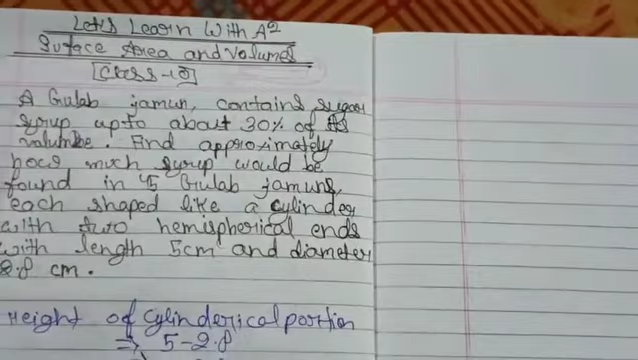 Let's Learn With A²
Surface Area and Volumes
[Class-10]
A Gulab jamun, contains sugar
syrup upto about 30% of its
volume. Find approximately
how much syrup would be
found in 45 Gulab jamuns,
each shaped like a cylinder
with two hemispherical ends
with length 5cm and diameter
2.8 cm.
Height of cylinderical portion
⇒ 5-2.8